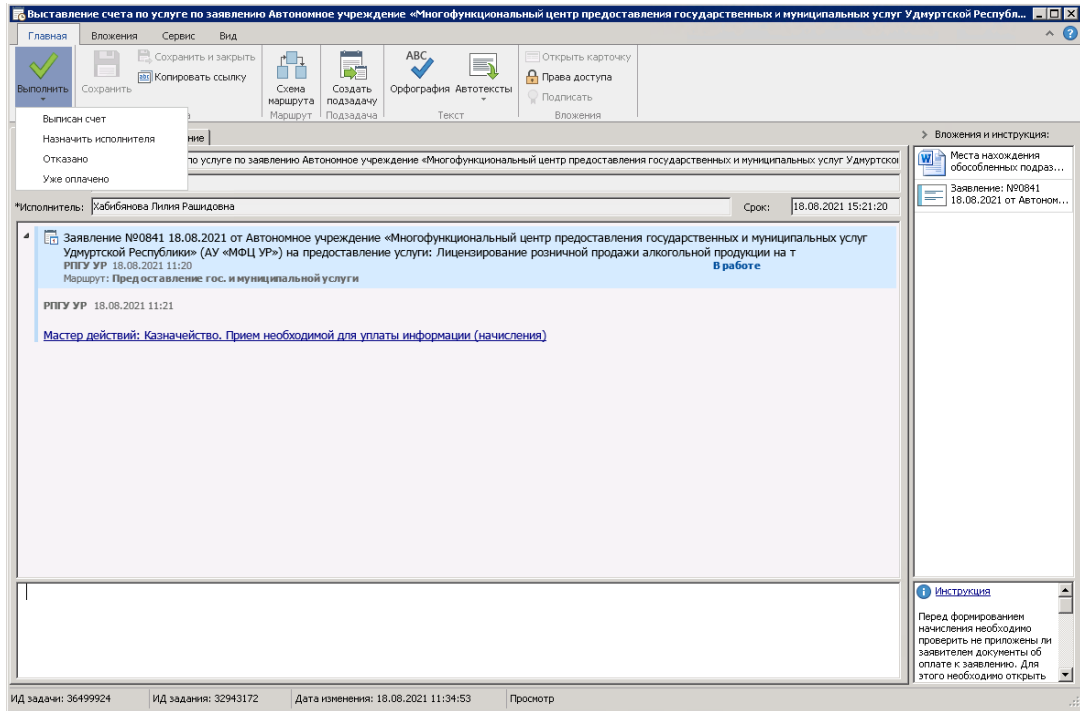 Выставление счета по услуге по заявлению Автономное учреждение «Многофункциональный центр предоставления государственных и муниципальных услуг Удмуртской Республ...
Главная Вложения Сервис Вид
Выполнить
Сохранить
Сохранить и закрыть
Копировать ссылку
Схема маршрута
Маршрут
Создать подзадачу
Подзадача
ABC
Орфография
Автотексты
Текст
Открыть карточку
Права доступа
Подписать
Вложения
Выписан счет
Назначить исполнителя
Отказано
Уже оплачено
ние
по услуге по заявлению Автономное учреждение «Многофункциональный центр предоставления государственных и муниципальных услуг Удмуртско
*Исполнитель: Хабибянова Лилия Рашидовна Срок: 18.08.2021 15:21:20
Заявление №0841 18.08.2021 от Автономное учреждение «Многофункциональный центр предоставления государственных и муниципальных услуг
Удмуртской Республики» (АУ «МФЦ УР») на предоставление услуги: Лицензирование розничной продажи алкогольной продукции на т
РПГУ УР 18.08.2021 11:20 В работе
Маршрут: Предоставление гос. и муниципальной услуги
РПГУ УР 18.08.2021 11:21
Мастер действий: Казначейство. Прием необходимой для уплаты информации (начисления)
Вложения и инструкция:
Места нахождения
обособленных подраз...
Заявление: №0841
18.08.2021 от Автоном...
Инструкция
Перед формированием
начисления необходимо
проверить не приложены ли
заявителем документы об
оплате к заявлению. Для
этого необходимо открыть
ИД задачи: 36499924 ИД задания: 32943172 Дата изменения: 18.08.2021 11:34:53 Просмотр